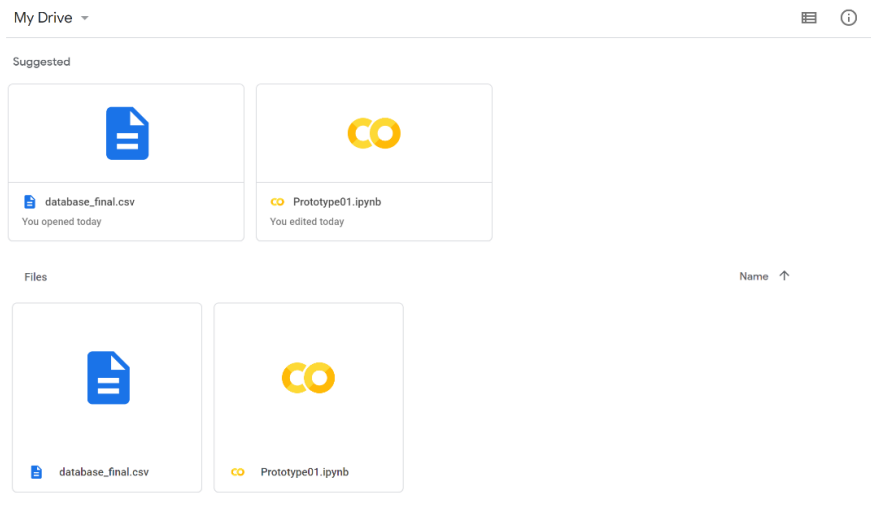 My Drive
Suggested
database_final.csv
You opened today
Prototype01.ipynb
You edited today
Files
Name
database_final.csv
Prototype01.ipynb